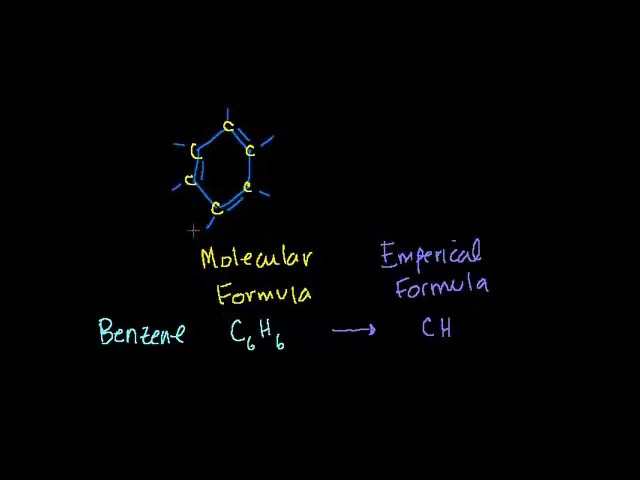 C
C
C
C
C
C
Molecular
Formula
Emperical
Formula
Benzene C₆H₆ → CH